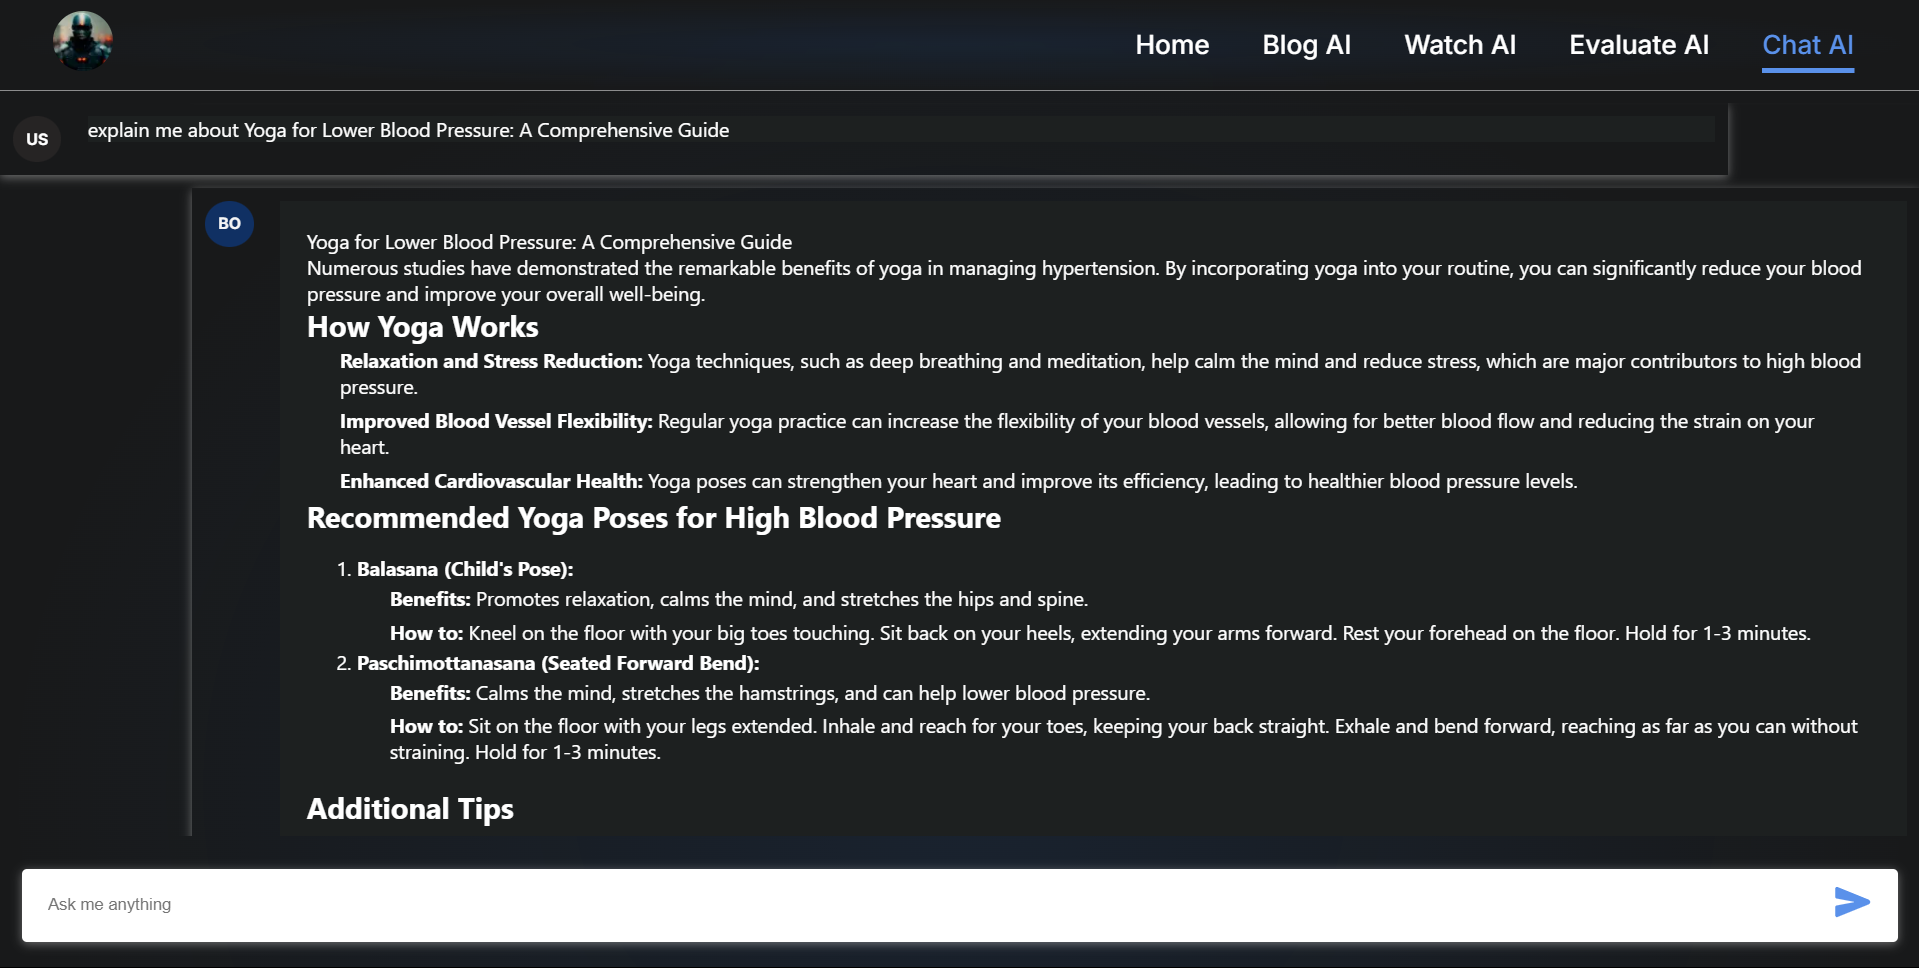 Home
Blog AI
Watch AI
Evaluate AI
Chat AI
US
explain me about Yoga for Lower Blood Pressure: A Comprehensive Guide
BO
Yoga for Lower Blood Pressure: A Comprehensive Guide
Numerous studies have demonstrated the remarkable benefits of yoga in managing hypertension. By incorporating yoga into your routine, you can significantly reduce your blood
pressure and improve your overall well-being.
How Yoga Works
Relaxation and Stress Reduction: Yoga techniques, such as deep breathing and meditation, help calm the mind and reduce stress, which are major contributors to high blood
pressure.
Improved Blood Vessel Flexibility: Regular yoga practice can increase the flexibility of your blood vessels, allowing for better blood flow and reducing the strain on your
heart.
Enhanced Cardiovascular Health: Yoga poses can strengthen your heart and improve its efficiency, leading to healthier blood pressure levels.
Recommended Yoga Poses for High Blood Pressure
1. Balasana (Child's Pose):
Benefits: Promotes relaxation, calms the mind, and stretches the hips and spine.
How to: Kneel on the floor with your big toes touching. Sit back on your heels, extending your arms forward. Rest your forehead on the floor. Hold for 1-3 minutes.
2. Paschimottanasana (Seated Forward Bend):
Benefits: Calms the mind, stretches the hamstrings, and can help lower blood pressure.
How to: Sit on the floor with your legs extended. Inhale and reach for your toes, keeping your back straight. Exhale and bend forward, reaching as far as you can without
straining. Hold for 1-3 minutes.
Additional Tips
Ask me anything